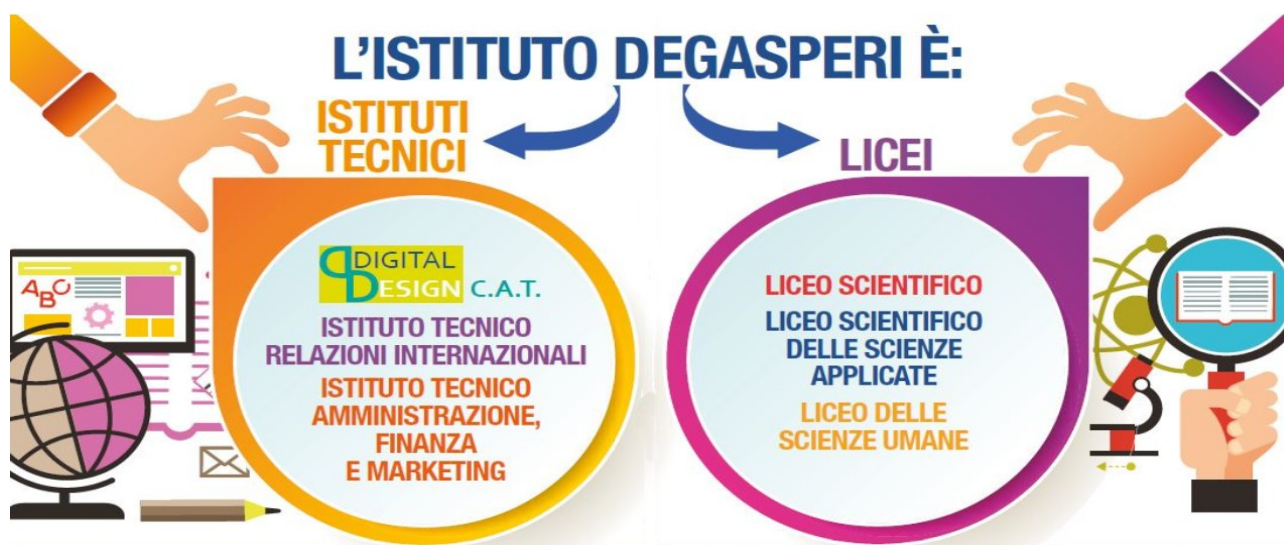 L'ISTITUTO DEGASPERI È:
ISTITUTI
TECNICI
DIGITAL
DESIGN C.A.T.
ISTITUTO TECNICO
RELAZIONI INTERNAZIONALI
ISTITUTO TECNICO
AMMINISTRAZIONE,
FINANZA
E MARKETING
ABC
LICEI
LICEO SCIENTIFICO
LICEO SCIENTIFICO
DELLE SCIENZE
APPLICATE
LICEO DELLE
SCIENZE UMANE